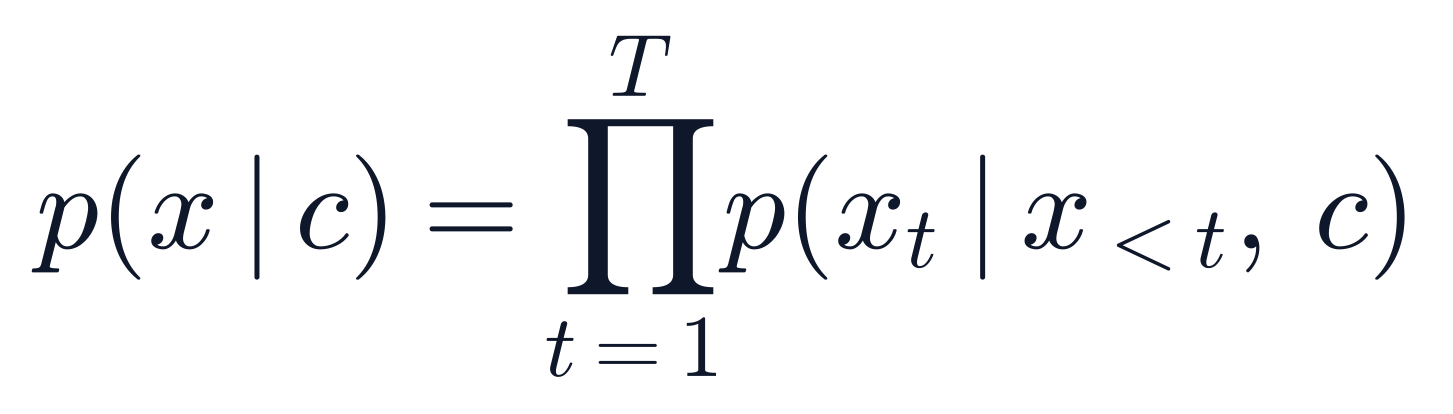 p(x | c) = ∏_{t=1}^{T} p(x_t | x_{<t}, c)